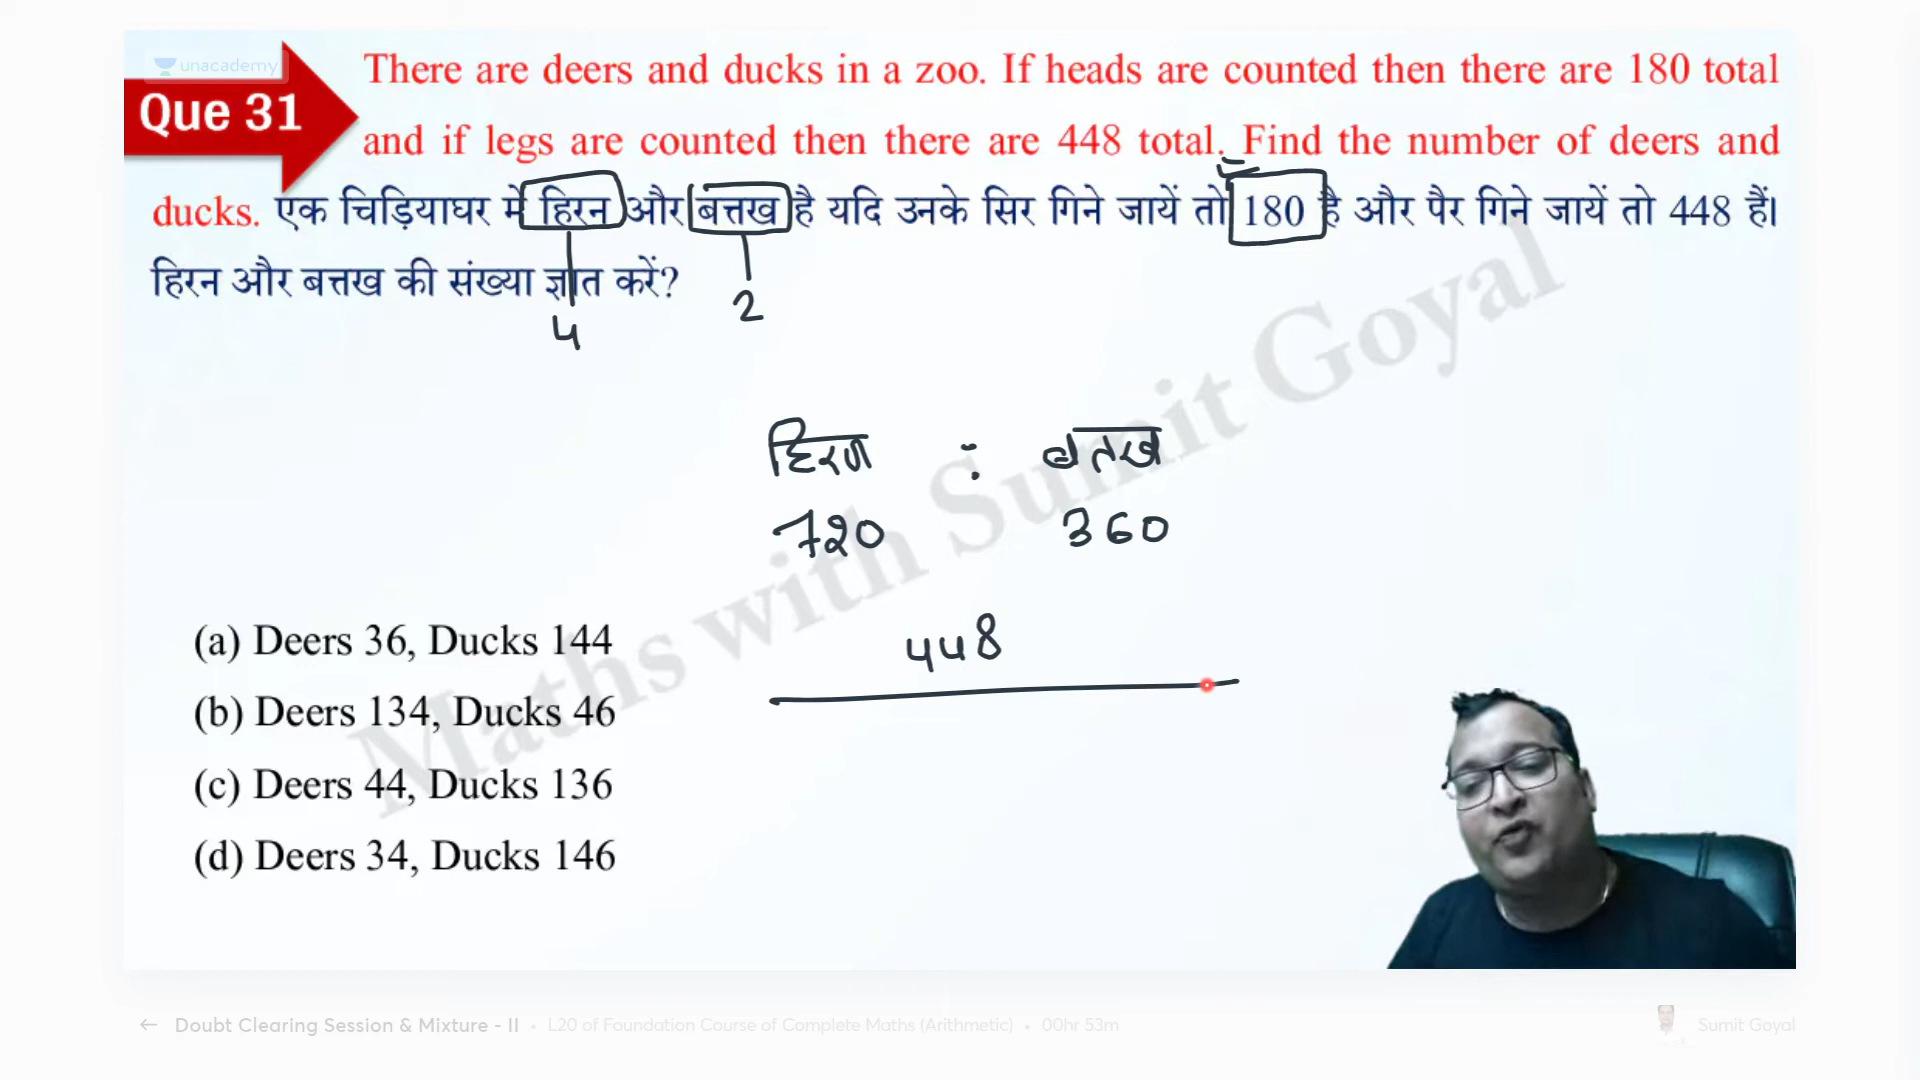 unacademy
Que 31
There are deers and ducks in a zoo. If heads are counted then there are 180 total
and if legs are counted then there are 448 total. Find the number of deers and
ducks. एक चिड़ियाघर में हिरन और बत्तख है यदि उनके सिर गिने जायें तो 180 है और पैर गिने जायें तो 448 हैं।
हिरन और बत्तख की संख्या ज्ञात करें?
4
2
हिरण : बतख
720 360
448
(a) Deers 36, Ducks 144
(b) Deers 134, Ducks 46
(c) Deers 44, Ducks 136
(d) Deers 34, Ducks 146
Maths with Sumit Goyal
← Doubt Clearing Session & Mixture - II • L20 of Foundation Course of Complete Maths (Arithmetic) • 00hr 53m
Sumit Goyal